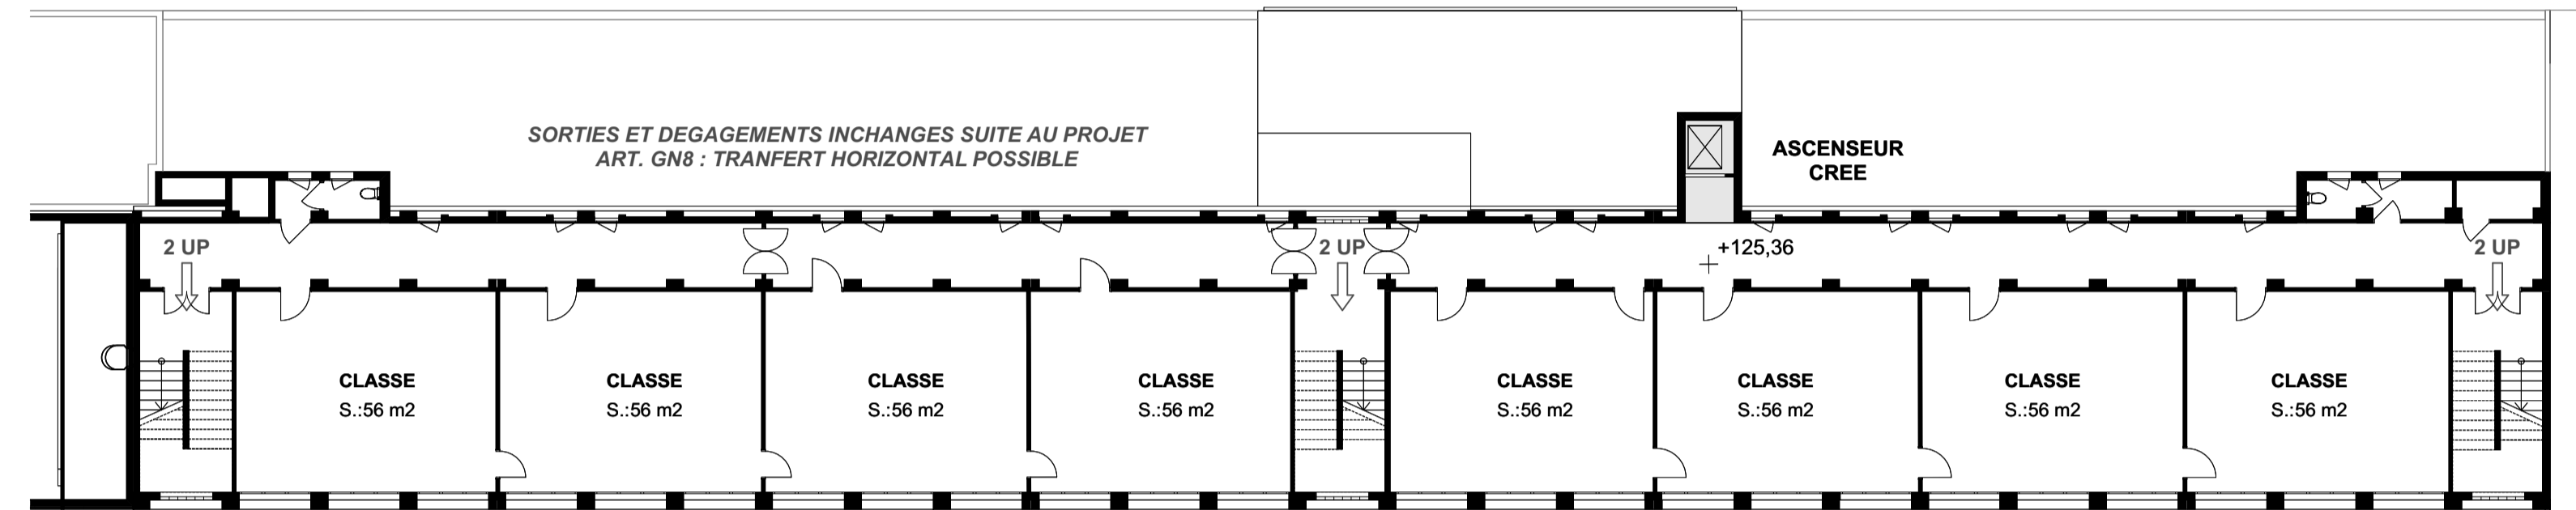 SORTIES ET DEGAGEMENTS INCHANGES SUITE AU PROJET
ART. GN8 : TRANFERT HORIZONTAL POSSIBLE
ASCENSEUR
CREE
2 UP
2 UP
+125,36
2 UP
CLASSE
S.:56 m2
CLASSE
S.:56 m2
CLASSE
S.:56 m2
CLASSE
S.:56 m2
CLASSE
S.:56 m2
CLASSE
S.:56 m2
CLASSE
S.:56 m2
CLASSE
S.:56 m2